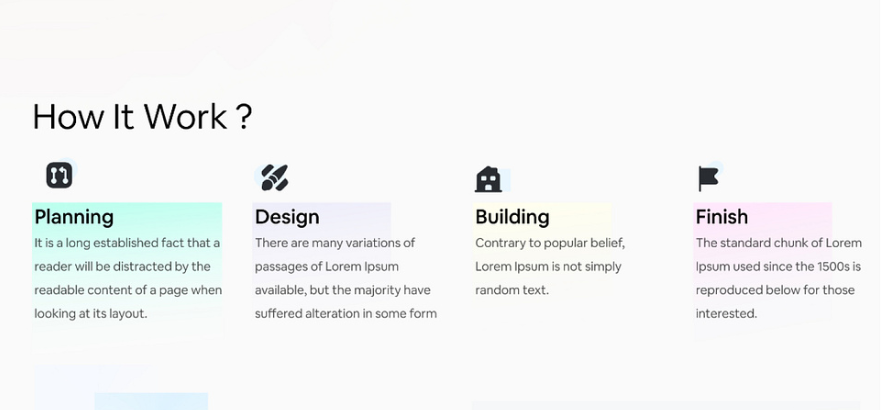 How It Work ?
Planning
It is a long established fact that a
reader will be distracted by the
readable content of a page when
looking at its layout.
Design
There are many variations of
passages of Lorem Ipsum
available, but the majority have
suffered alteration in some form
Building
Contrary to popular belief,
Lorem Ipsum is not simply
random text.
Finish
The standard chunk of Lorem
Ipsum used since the 1500s is
reproduced below for those
interested.